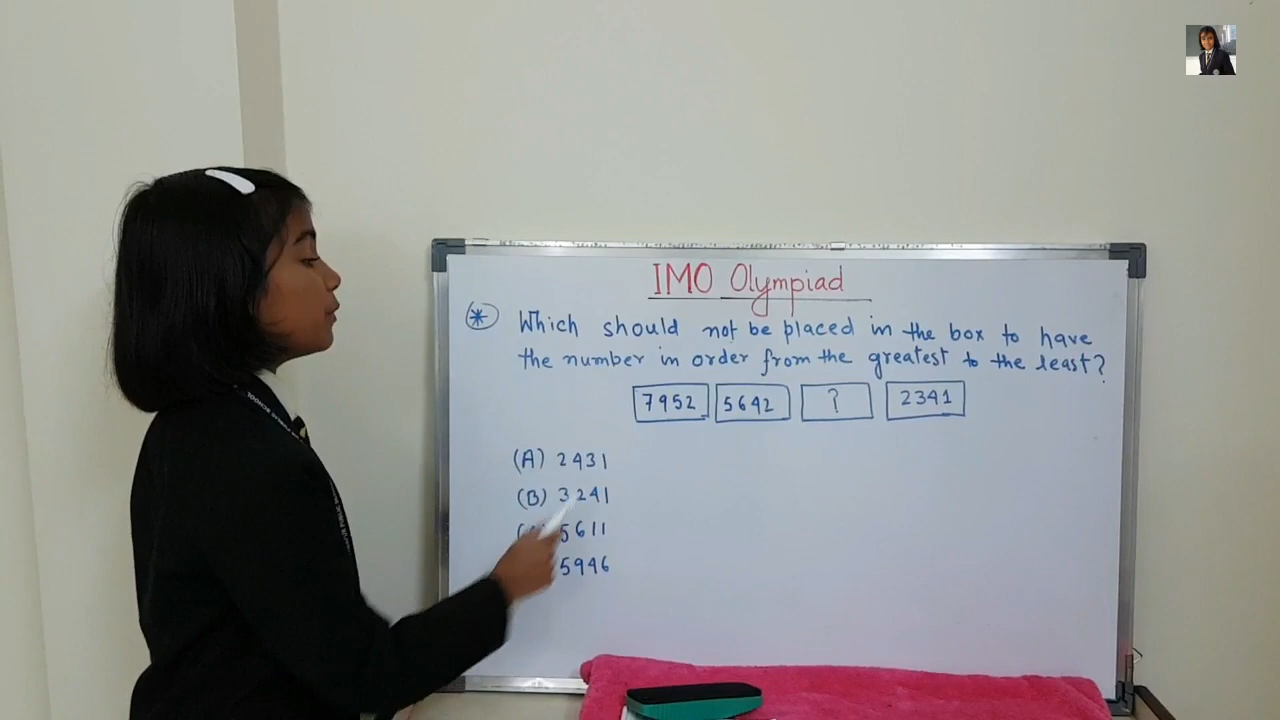 IMO Olympiad
* Which should not be placed in the box to have
the number in order from the greatest to the least?
7952 5642 ? 2341
(A) 2431
(B) 3241
5611
5946